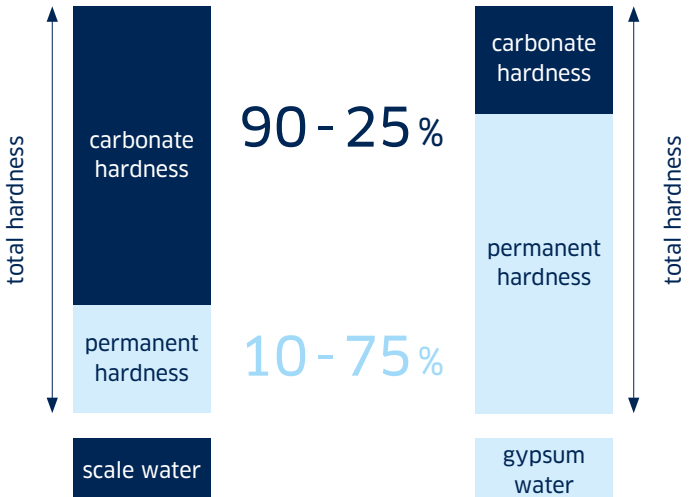 total hardness
carbonate
hardness
permanent
hardness
scale water
90 - 25 %
10 - 75 %
carbonate
hardness
permanent
hardness
gypsum
water
total hardness